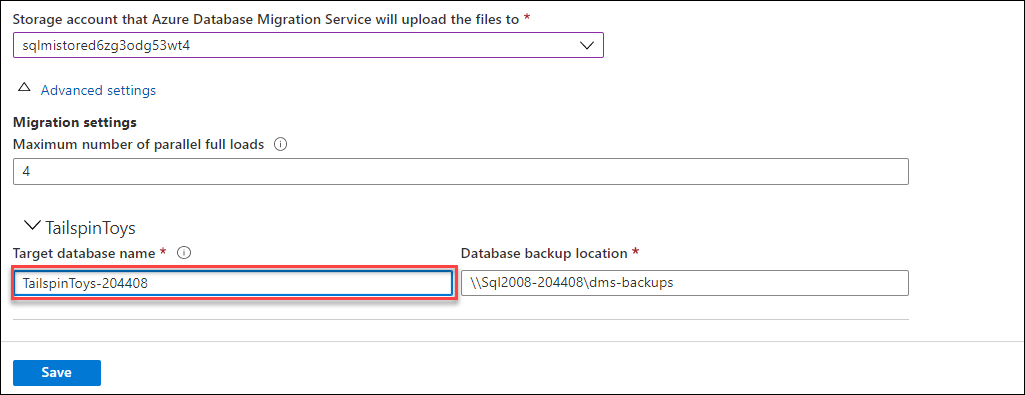 Storage account that Azure Database Migration Service will upload the files to *
sqlmistored6zg3odg53wt4
Advanced settings
Migration settings
Maximum number of parallel full loads
4
TailspinToys
Target database name * Database backup location *
TailspinToys-204408 \\Sql2008-204408\dms-backups
Save